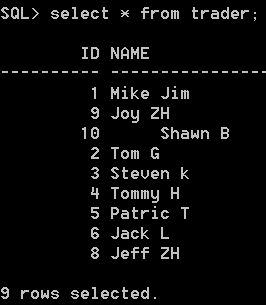 SQL> select * from trader;
        ID NAME
---------- ----------------
         1 Mike Jim
         9 Joy ZH
        10      Shawn B
         2 Tom G
         3 Steven k
         4 Tommy H
         5 Patric T
         6 Jack L
         8 Jeff ZH
9 rows selected.